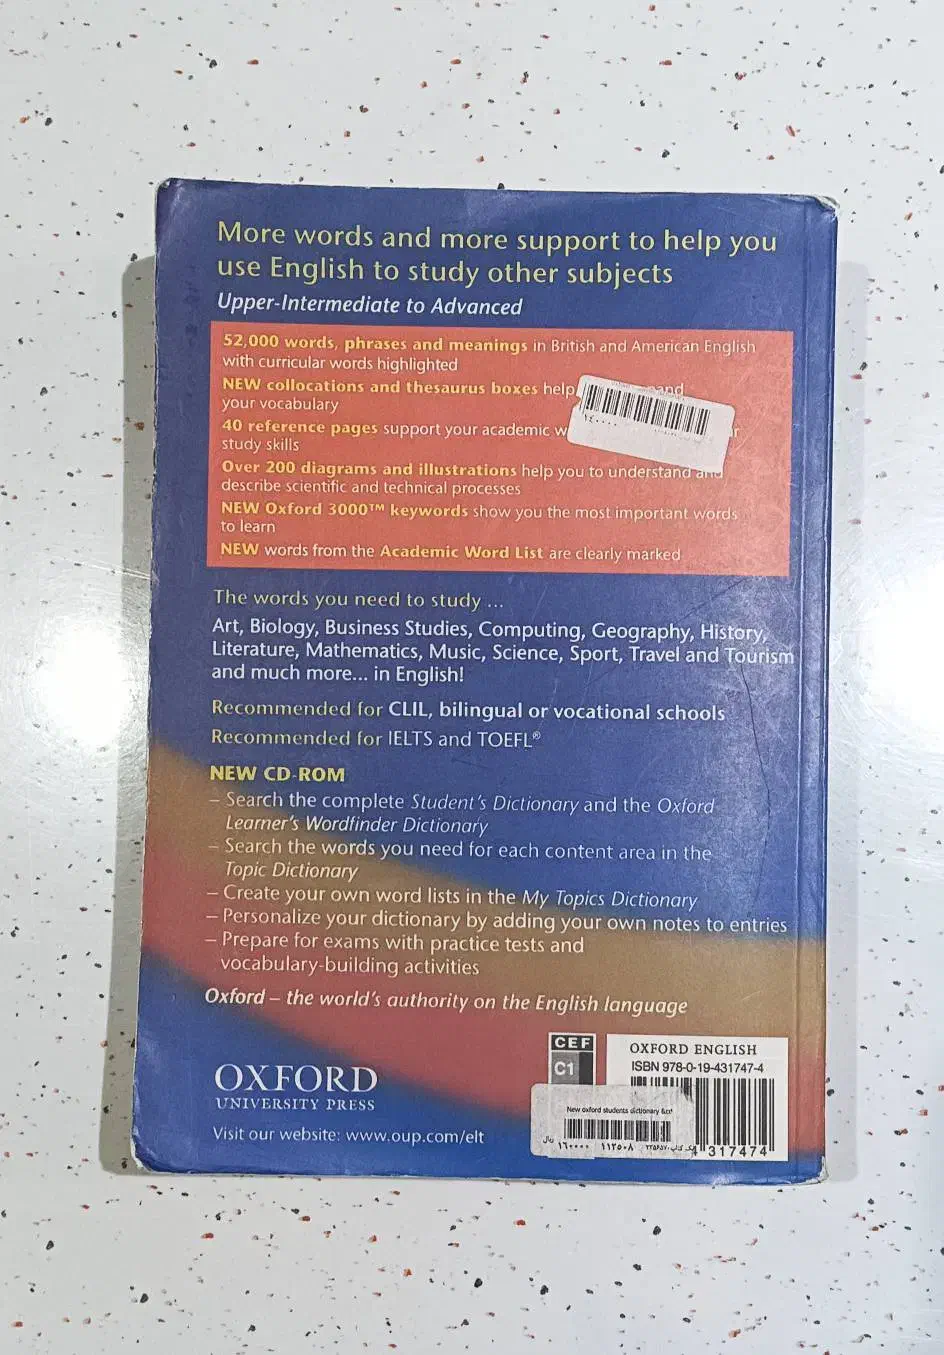 More words and more support to help you
use English to study other subjects
Upper-Intermediate to Advanced
52,000 words, phrases and meanings in British and American English
with curricular words highlighted
NEW collocations and thesaurus boxes help
your vocabulary
40 reference pages support your academic
study skills
Over 200 diagrams and illustrations help you to understand and
describe scientific and technical processes
NEW Oxford 3000™ keywords show you the most important words
to learn
NEW words from the Academic Word List are clearly marked
The words you need to study ...
Art, Biology, Business Studies, Computing, Geography, History,
Literature, Mathematics, Music, Science, Sport, Travel and Tourism
and much more... in English!
Recommended for CLIL, bilingual or vocational schools
Recommended for IELTS and TOEFL®
NEW CD-ROM
– Search the complete Student's Dictionary and the Oxford
Learner's Wordfinder Dictionary
– Search the words you need for each content area in the
Topic Dictionary
– Create your own word lists in the My Topics Dictionary
– Personalize your dictionary by adding your own notes to entries
– Prepare for exams with practice tests and
vocabulary-building activities
Oxford – the world's authority on the English language
CEF
C1
OXFORD ENGLISH
ISBN 978-0-19-431747-4
OXFORD
UNIVERSITY PRESS
Visit our website: www.oup.com/elt
New oxford students dictionary
ریال ۱۶۰۰۰۰ ۱۱۲۵۰۸
317474